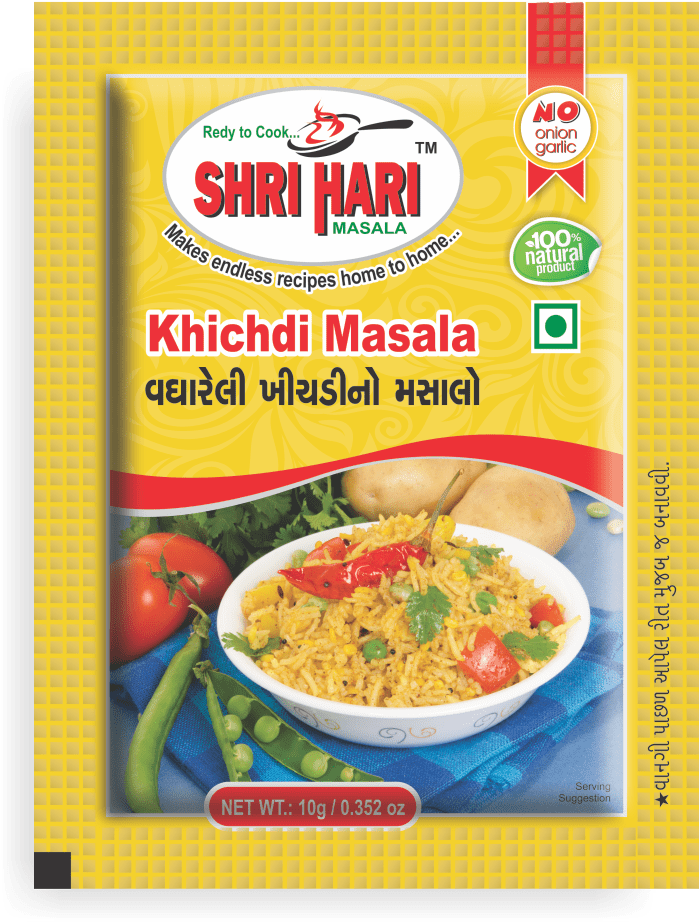 Redy to Cook...
SHRI HARI
TM
MASALA
Makes endless recipes home to home...
NO
onion
garlic
100%
natural
product
Khichdi Masala
વઘારેલી ખીચડીનો મસાલો
Serving
Suggestion
NET WT.: 10g / 0.352 oz